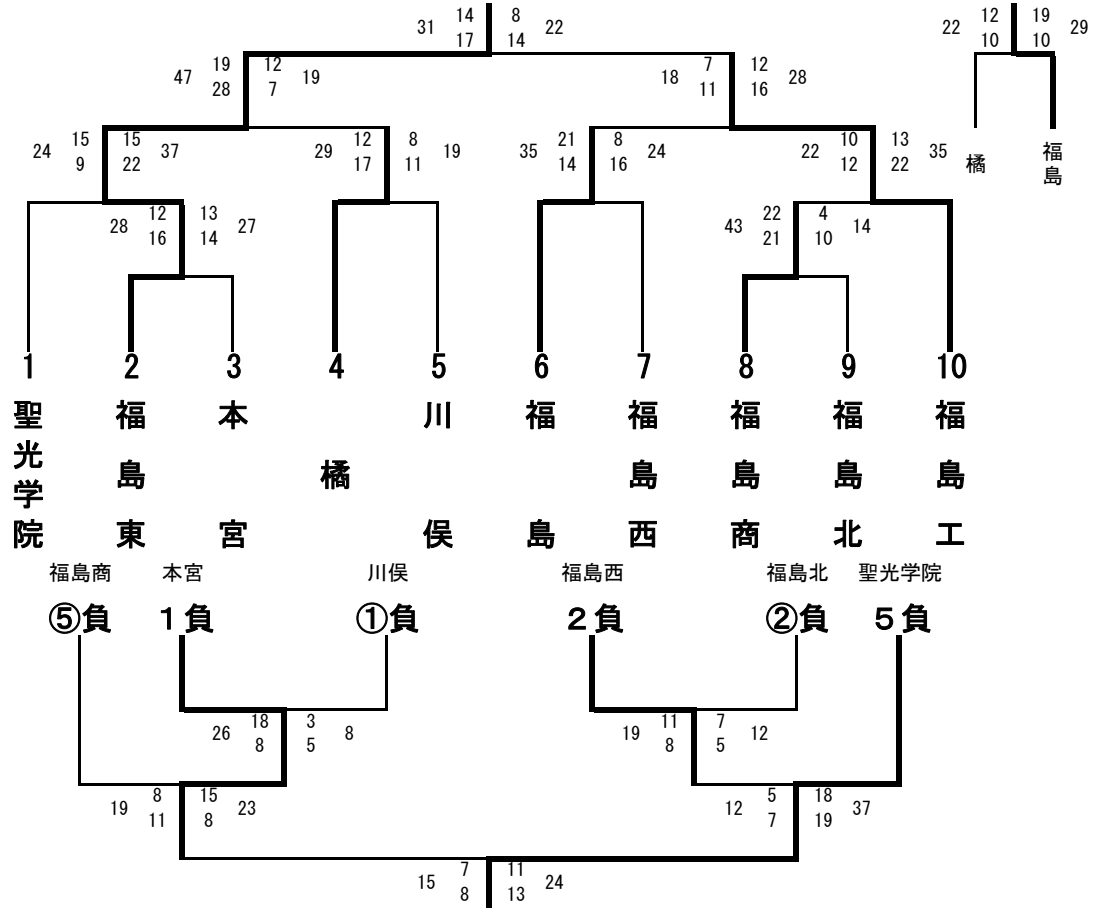 31 14 8 22
17 14
22 12 19 29
10 10
47 19 12 19
28 7
18 7 12 28
11 16
24 15 15 37
9 22
29 12 8 19
17 11
35 21 8 24
14 16
22 10 13 35
12 22
橘
福島
28 12 13 27
16 14
43 22 4 14
21 10
1 2 3 4 5 6 7 8 9 10
聖光学院
福島東
本宮
橘
川俣
福島
福島西
福島商
福島北
福島工
福島商 本宮 川俣 福島西 福島北 聖光学院
⑤負 1負 ①負 2負 ②負 5負
26 18 3 8
8 5
19 11 7 12
8 5
19 8 15 23
11 8
12 5 18 37
7 19
15 7 11 24
8 13